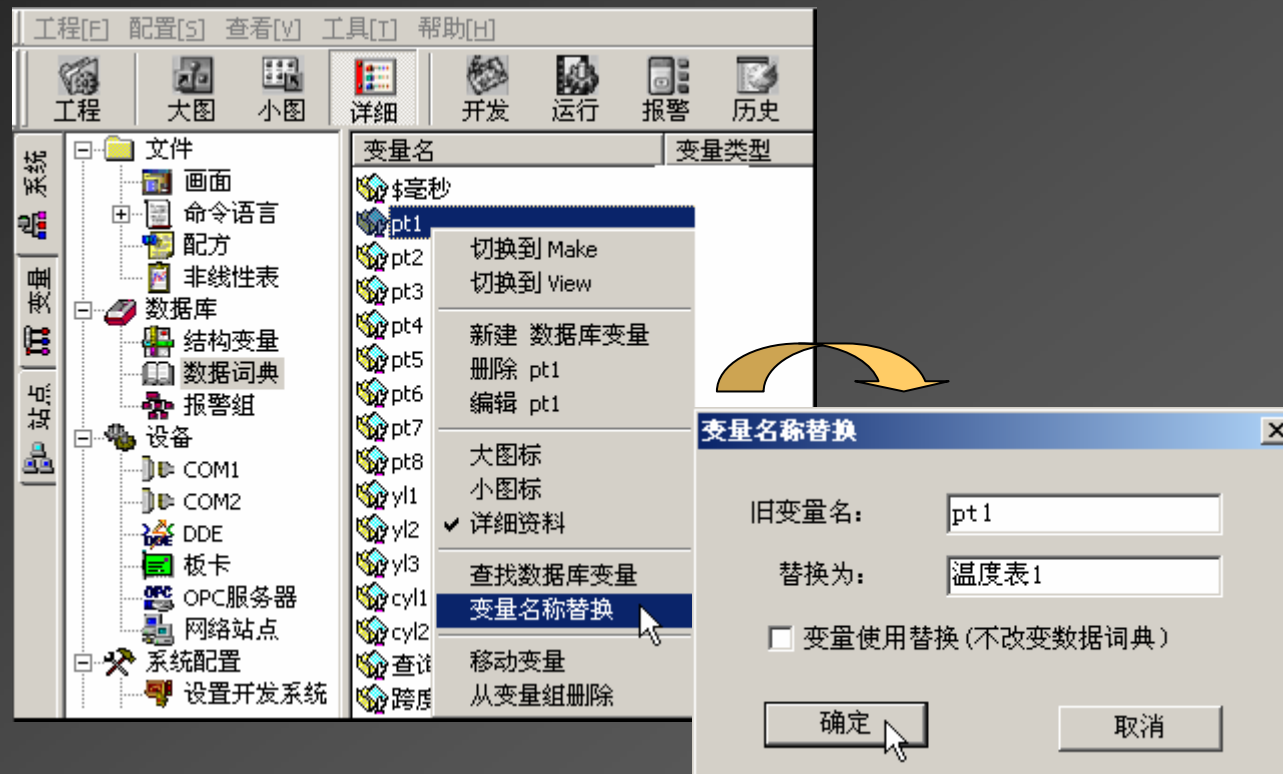 工程[F] 配置[S] 查看[V] 工具[T] 帮助[H]
工程 大图 小图 详细 开发 运行 报警 历史
系统
变量
站点
文件
画面
命令语言
配方
非线性表
数据库
结构变量
数据词典
报警组
设备
COM1
COM2
DDE
板卡
OPC
OPC服务器
网络站点
系统配置
设置开发系统
变量名 变量类型
$毫秒
pt1
pt2
pt3
pt4
pt5
pt6
pt7
pt8
yl1
yl2
yl3
cyl1
cyl2
切换到 Make
切换到 View
新建 数据库变量
删除 pt1
编辑 pt1
大图标
小图标
详细资料
查找数据库变量
变量名称替换
移动变量
从变量组删除
变量名称替换
旧变量名: pt1
替换为: 温度表1
变量使用替换(不改变数据词典)
确定 取消